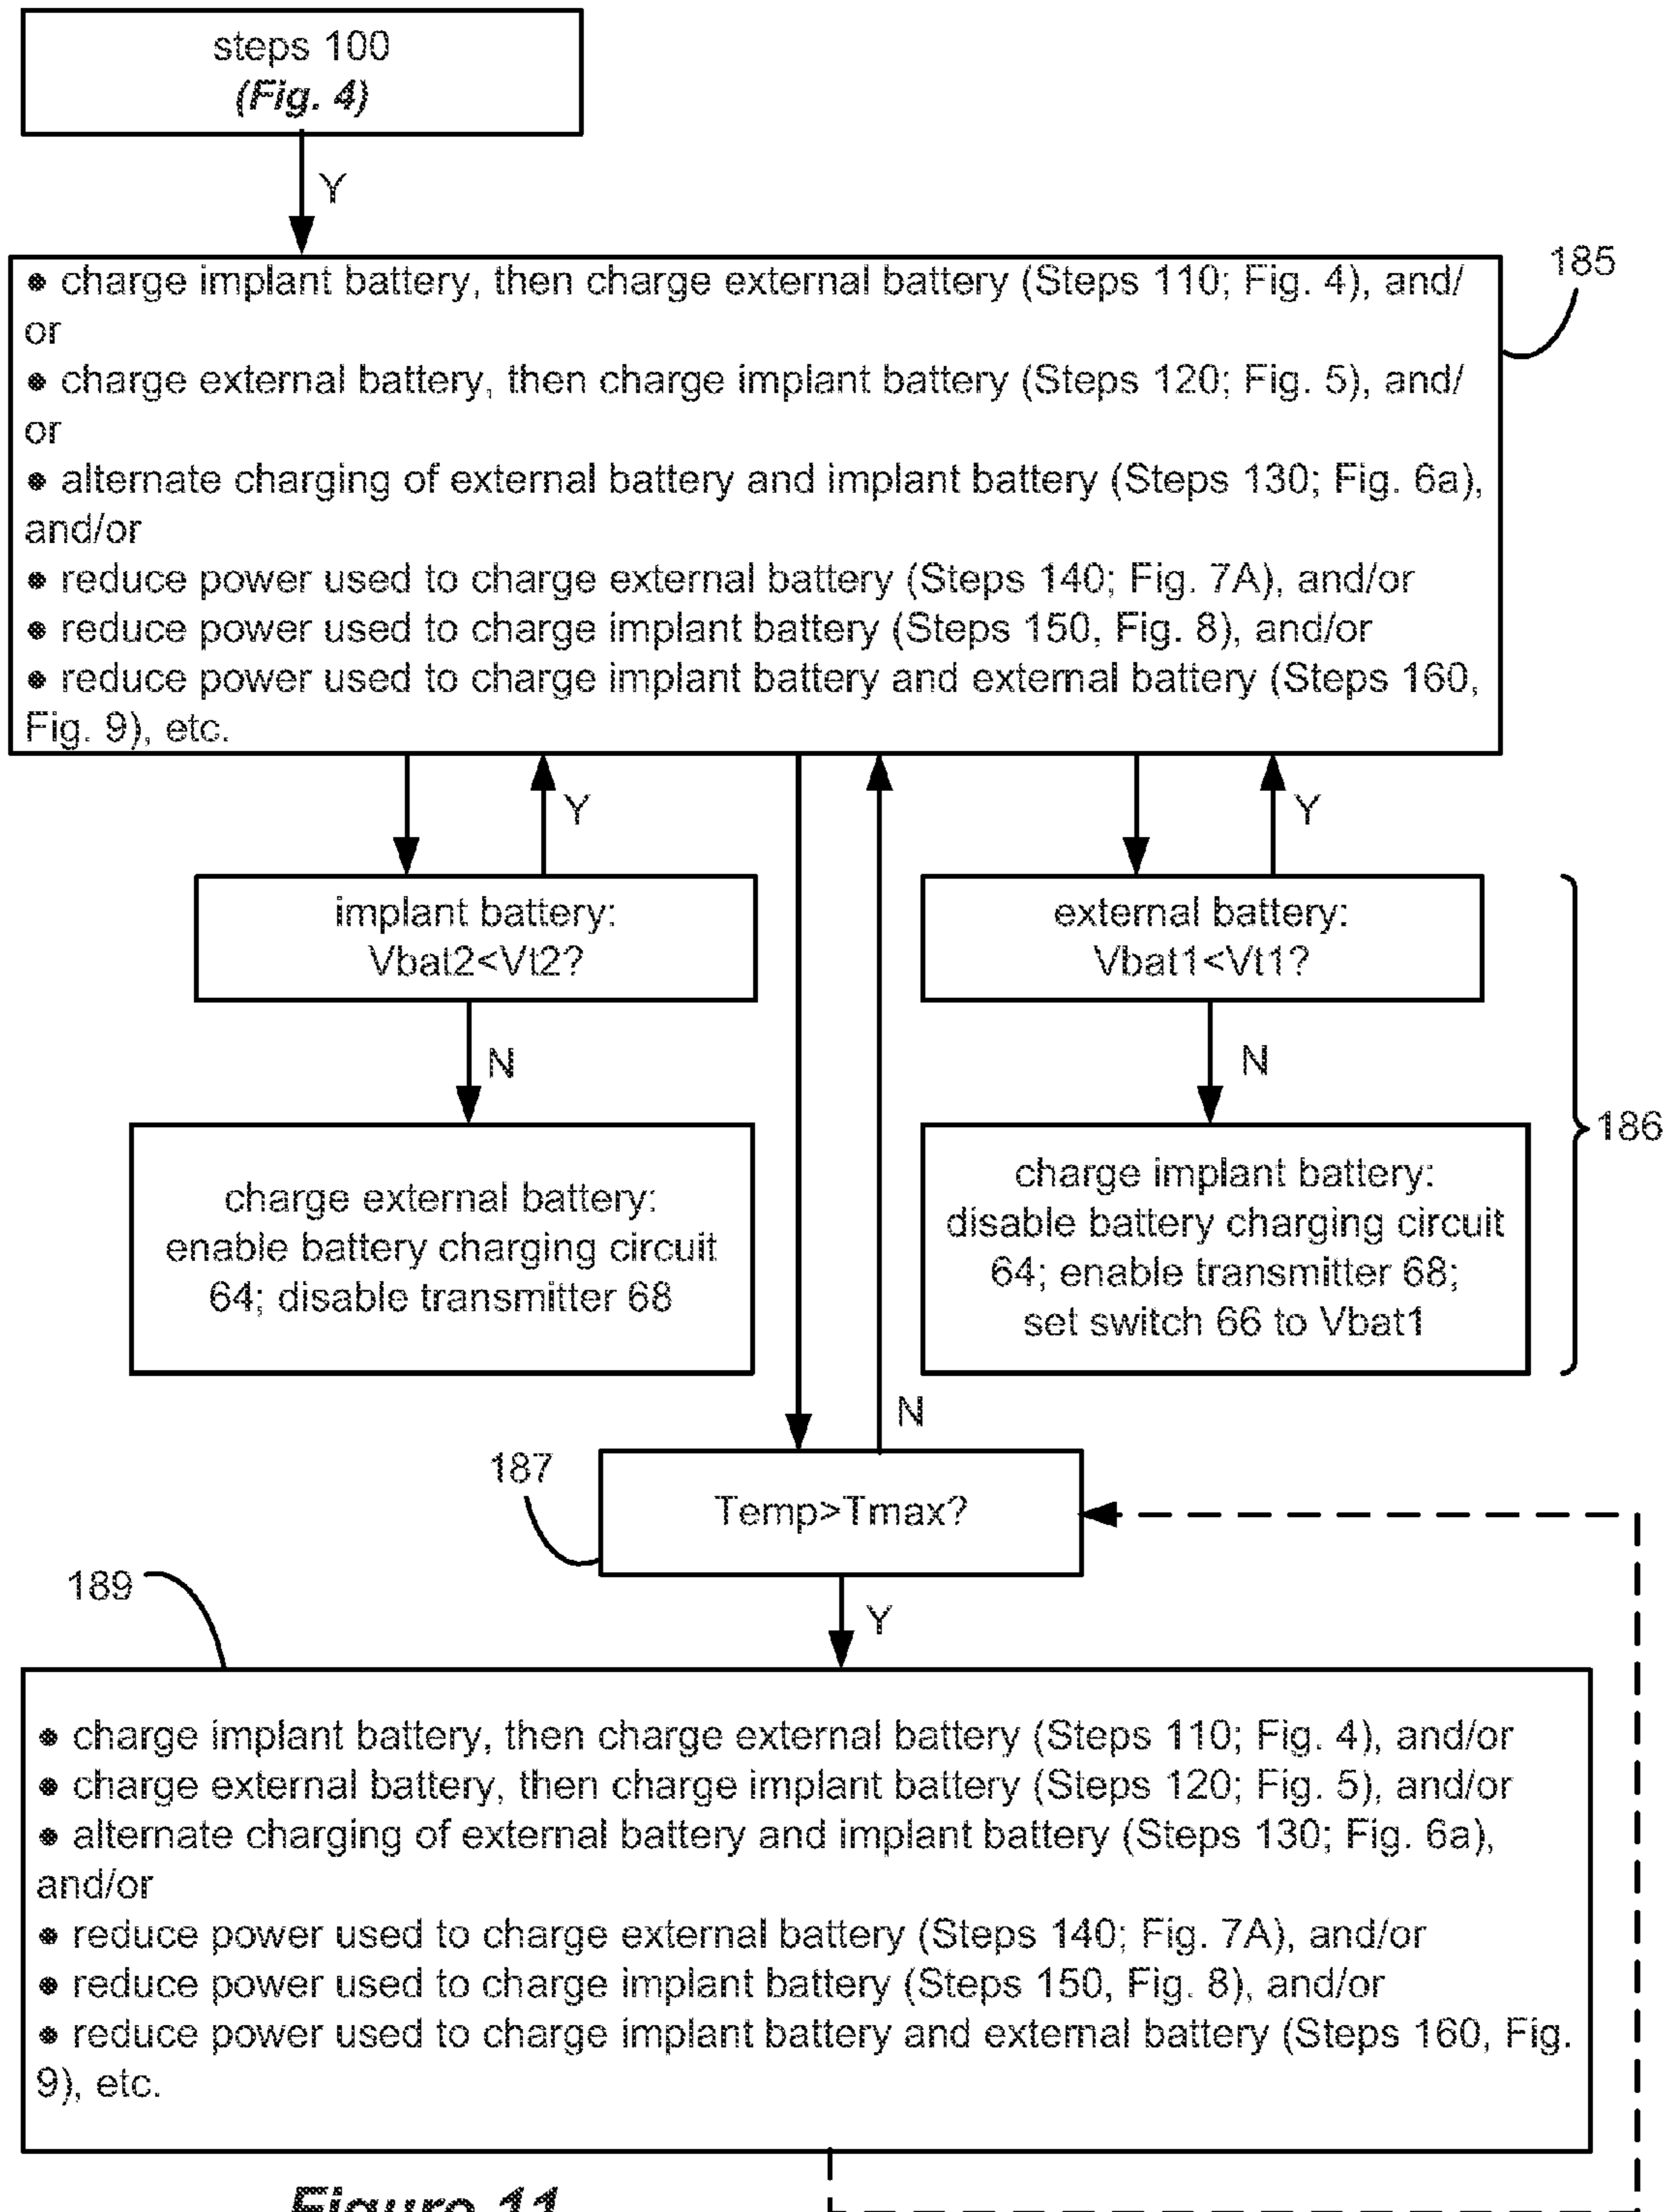 steps 100
(Fig. 4)
Y
185
• charge implant battery, then charge external battery (Steps 110; Fig. 4), and/
or
• charge external battery, then charge implant battery (Steps 120; Fig. 5), and/
or
• alternate charging of external battery and implant battery (Steps 130; Fig. 6a),
and/or
• reduce power used to charge external battery (Steps 140; Fig. 7A), and/or
• reduce power used to charge implant battery (Steps 150, Fig. 8), and/or
• reduce power used to charge implant battery and external battery (Steps 160,
Fig. 9), etc.
Y
Y
implant battery:
Vbat2<Vt2?
external battery:
Vbat1<Vt1?
N
N
186
charge external battery:
enable battery charging circuit
64; disable transmitter 68
charge implant battery:
disable battery charging circuit
64; enable transmitter 68;
set switch 66 to Vbat1
N
187
Temp>Tmax?
Y
189
• charge implant battery, then charge external battery (Steps 110; Fig. 4), and/or
• charge external battery, then charge implant battery (Steps 120; Fig. 5), and/or
• alternate charging of external battery and implant battery (Steps 130; Fig. 6a),
and/or
• reduce power used to charge external battery (Steps 140; Fig. 7A), and/or
• reduce power used to charge implant battery (Steps 150, Fig. 8), and/or
• reduce power used to charge implant battery and external battery (Steps 160, Fig.
9), etc.
Figure 11